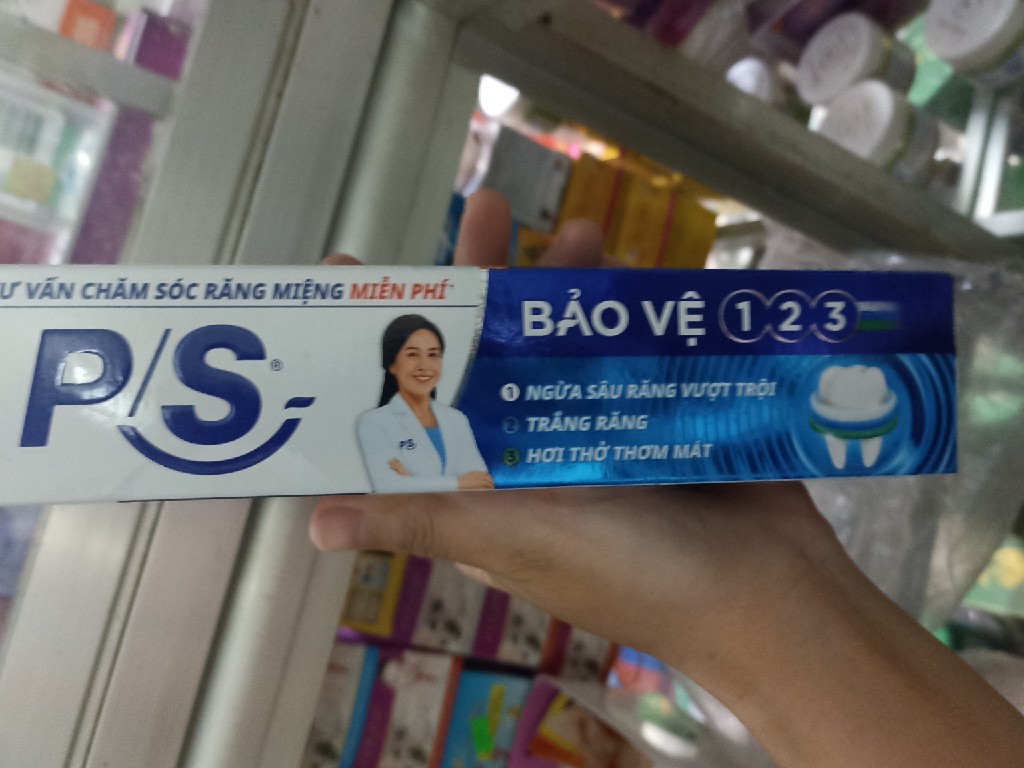 Ư VẤN CHĂM SÓC RĂNG MIỆNG MIỄN PHÍ*
P/S®
P/S
BẢO VỆ 123
1 NGỪA SÂU RĂNG VƯỢT TRỘI
2 TRẮNG RĂNG
3 HƠI THỞ THƠM MÁT